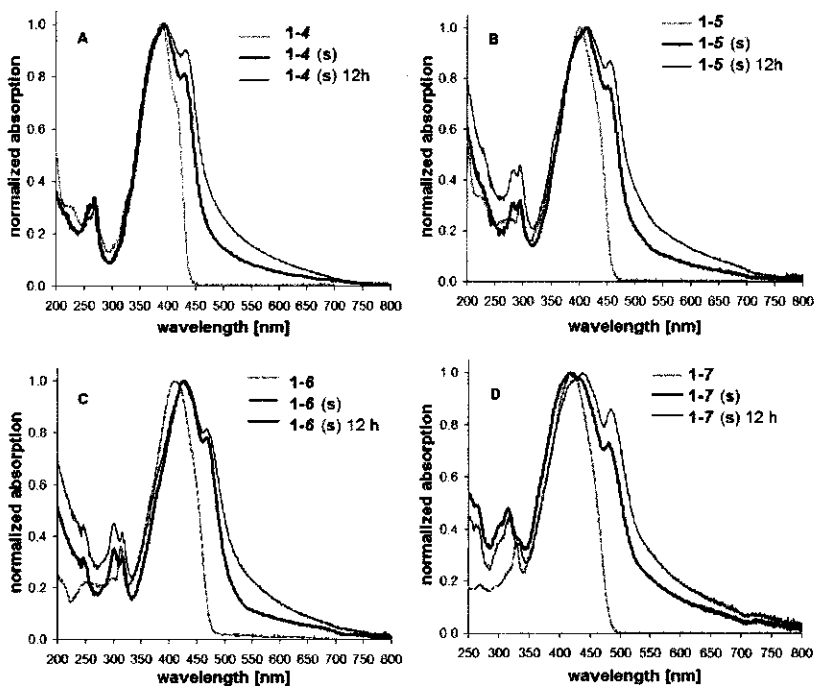 A
1-4
1-4 (s)
1-4 (s) 12h
normalized absorption
1.0
0.8
0.6
0.4
0.2
0.0
200 250 300 350 400 450 500 550 600 650 700 750 800
wavelength [nm]
B
1-5
1-5 (s)
1-5 (s) 12h
normalized absorption
1.0
0.8
0.6
0.4
0.2
0.0
200 250 300 350 400 450 500 550 600 650 700 750 800
wavelength [nm]
C
1-6
1-6 (s)
1-6 (s) 12 h
normalized absorption
1.0
0.8
0.6
0.4
0.2
0.0
200 250 300 350 400 450 500 550 600 650 700 750 800
wavelength [nm]
D
1-7
1-7 (s)
1-7 (s) 12 h
normalized absorption
1.0
0.8
0.6
0.4
0.2
0.0
250 300 350 400 450 500 550 600 650 700 750 800
wavelength [nm]